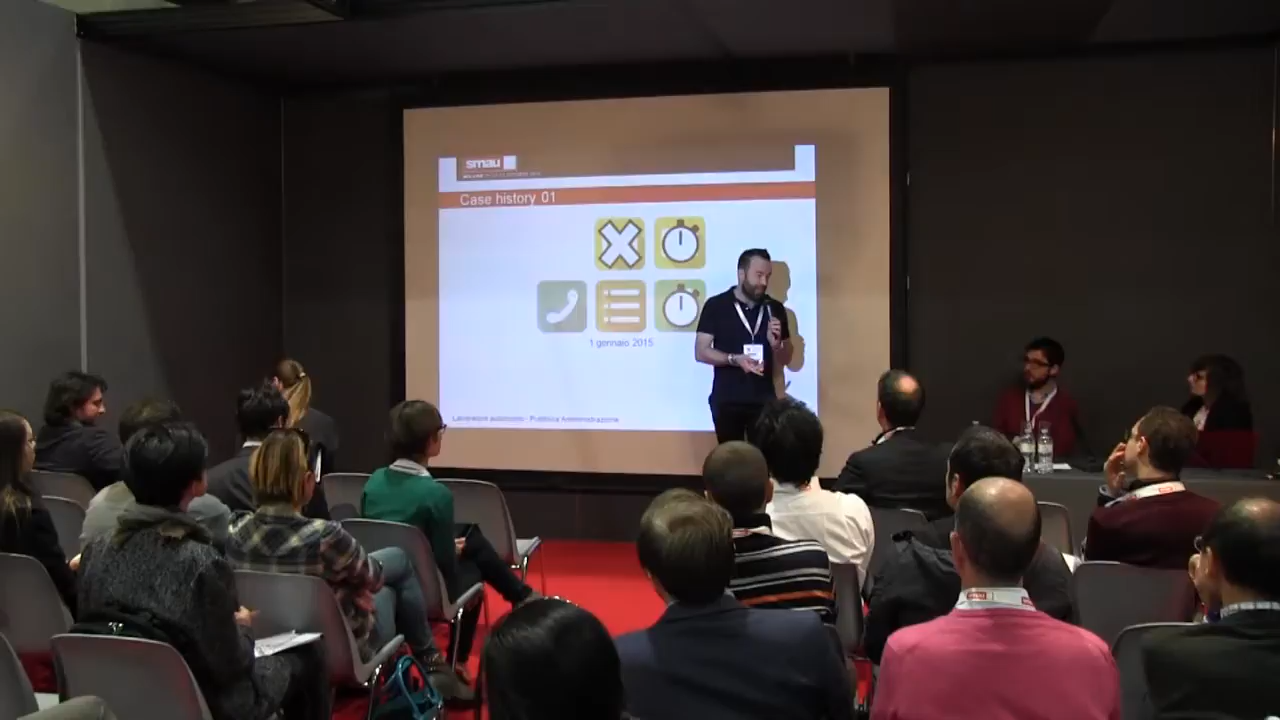 smau
Case history 01
1 gennaio 2015
Lavoratore autonomo - Pubblica Amministrazione